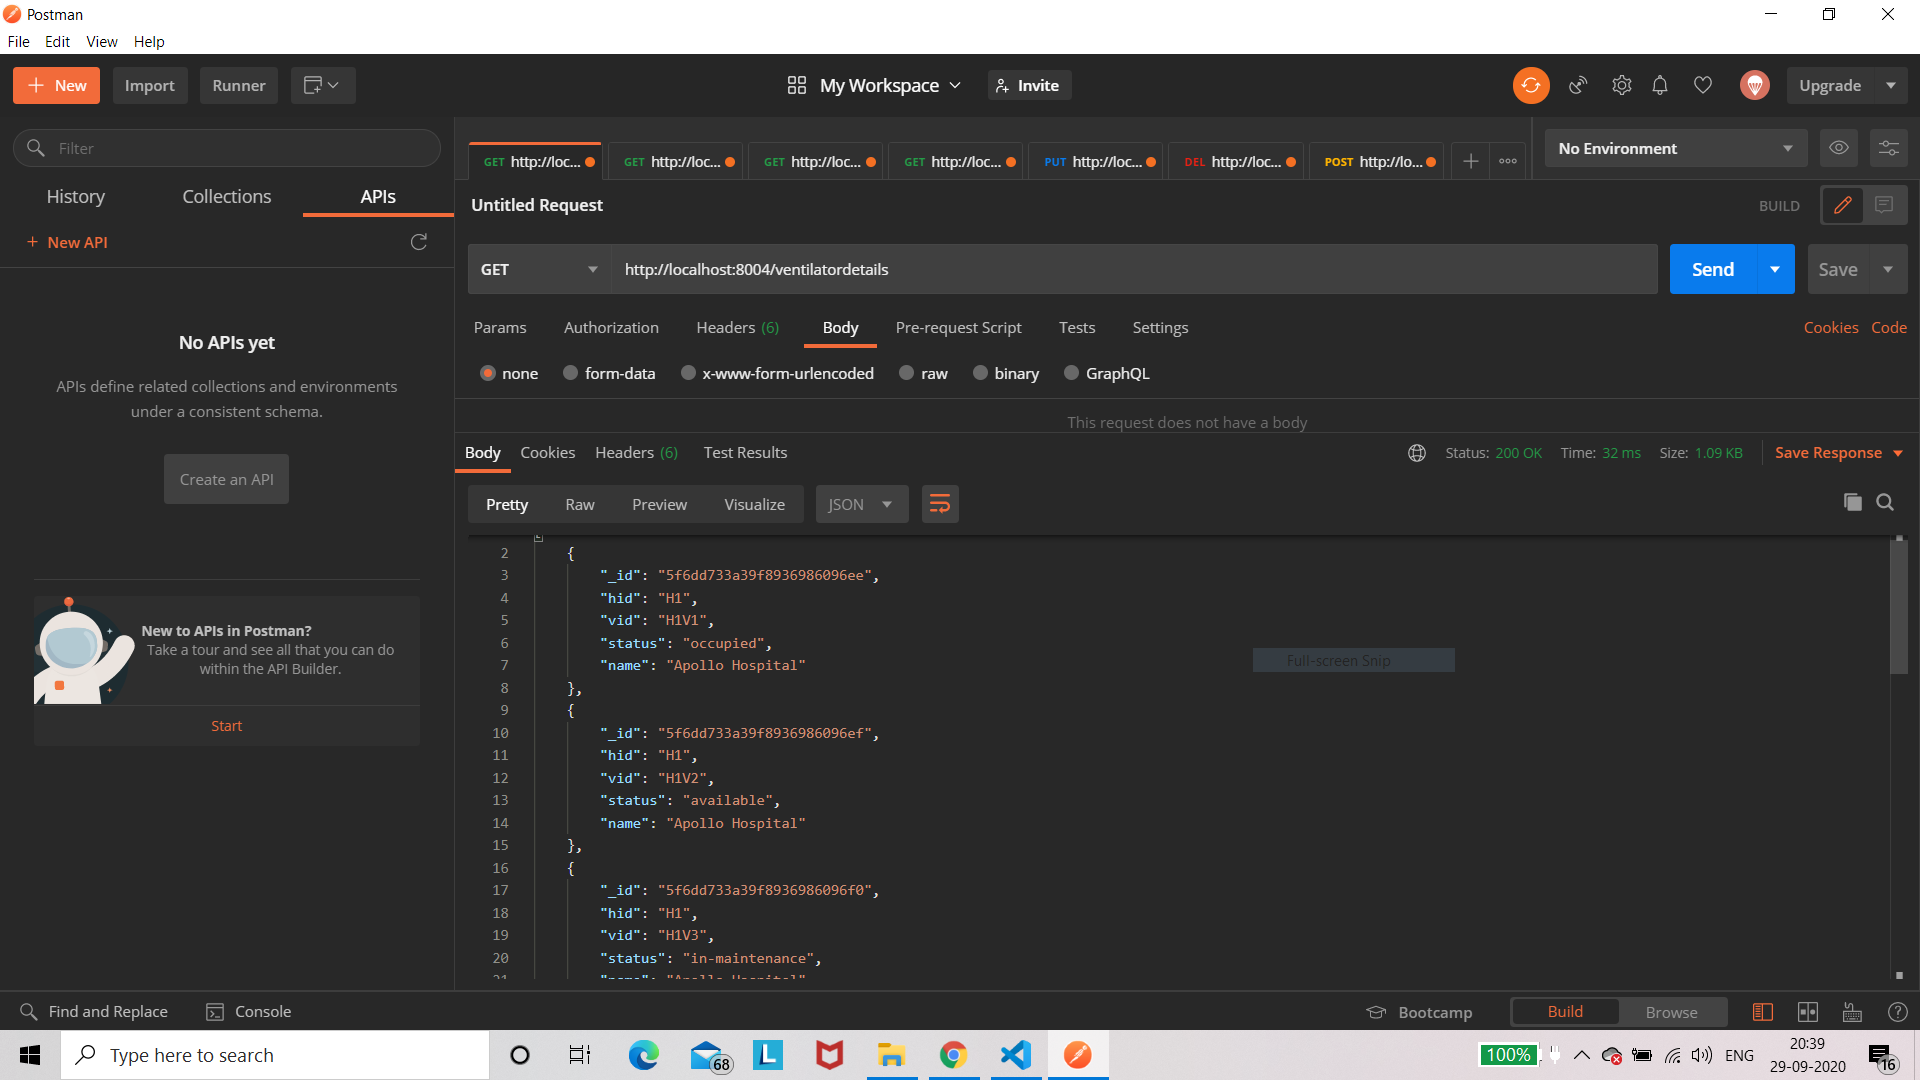 Postman
File Edit View Help
New Import Runner My Workspace Invite Upgrade
Filter
History Collections APIs
+ New API
No APIs yet
APIs define related collections and environments
under a consistent schema.
Create an API
New to APIs in Postman?
Take a tour and see all that you can do
within the API Builder.
Start
GET http://loc... GET http://loc... GET http://loc... GET http://loc... PUT http://loc... DEL http://loc... POST http://lo...
No Environment
Untitled Request
BUILD
GET http://localhost:8004/ventilatordetails Send Save
Params Authorization Headers (6) Body Pre-request Script Tests Settings Cookies Code
none form-data x-www-form-urlencoded raw binary GraphQL
This request does not have a body
Body Cookies Headers (6) Test Results Status: 200 OK Time: 32 ms Size: 1.09 KB Save Response
Pretty Raw Preview Visualize JSON
2 {
3 "_id": "5f6dd733a39f8936986096ee",
4 "hid": "H1",
5 "vid": "H1V1",
6 "status": "occupied",
7 "name": "Apollo Hospital"
8 },
9 {
10 "_id": "5f6dd733a39f8936986096ef",
11 "hid": "H1",
12 "vid": "H1V2",
13 "status": "available",
14 "name": "Apollo Hospital"
15 },
16 {
17 "_id": "5f6dd733a39f8936986096f0",
18 "hid": "H1",
19 "vid": "H1V3",
20 "status": "in-maintenance",
21 "name": "Apollo Hospital"
Full-screen Snip
Find and Replace Console Bootcamp Build Browse
Type here to search
68
L
100% ENG
20:39
29-09-2020
16